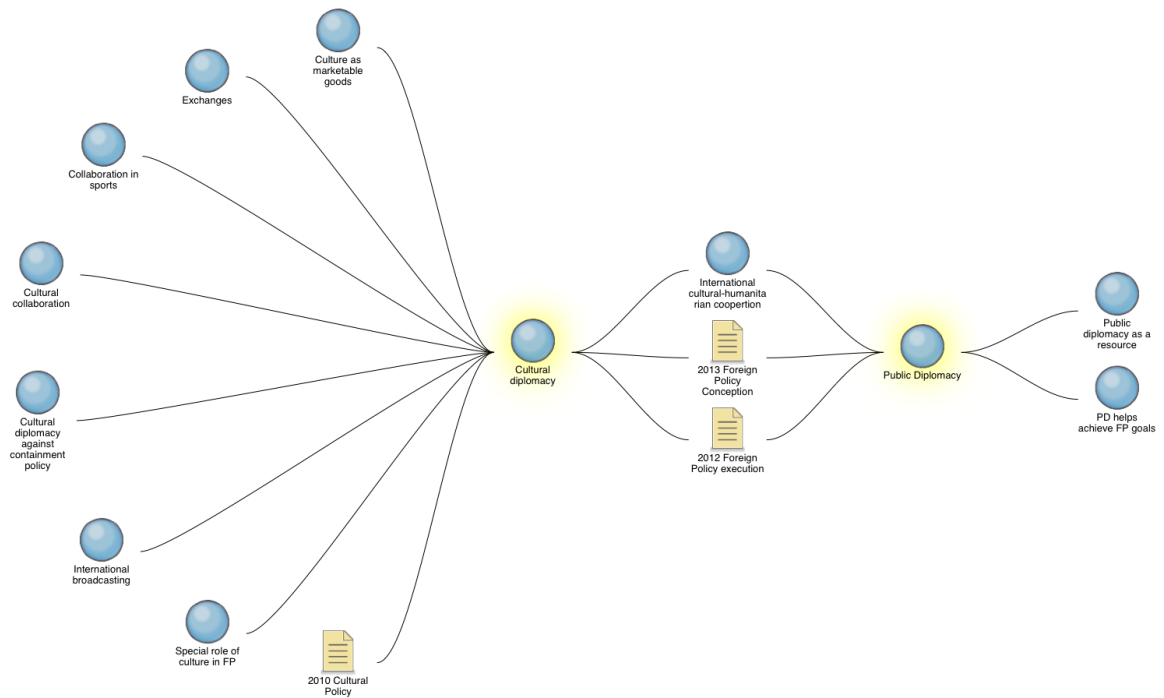 Culture as
marketable
goods
Exchanges
Collaboration in
sports
Cultural
collaboration
Cultural
diplomacy
against
containment
policy
International
broadcasting
Special role of
culture in FP
2010 Cultural
Policy
Cultural
diplomacy
International
cultural-humanita
rian coopertion
2013 Foreign
Policy
Conception
2012 Foreign
Policy execution
Public Diplomacy
Public
diplomacy as a
resource
PD helps
achieve FP goals